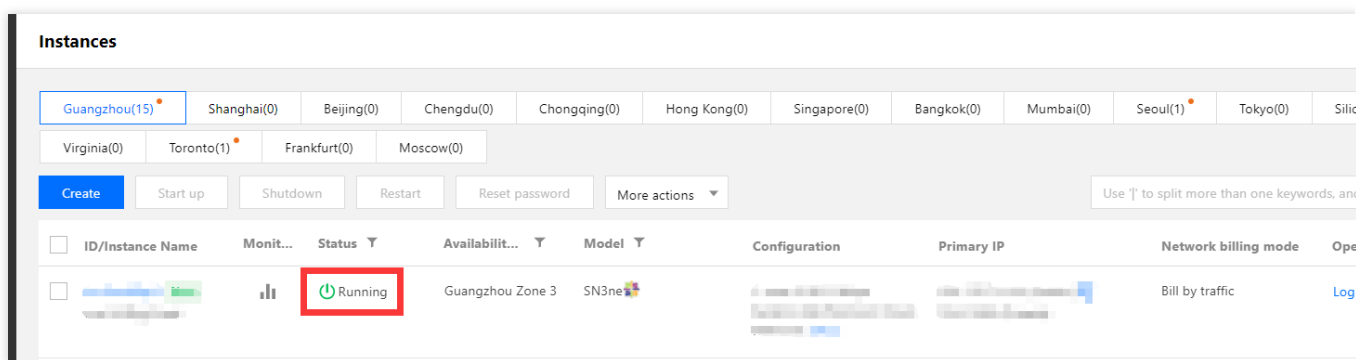 Instances
Guangzhou(15) Shanghai(0) Beijing(0) Chengdu(0) Chongqing(0) Hong Kong(0) Singapore(0) Bangkok(0) Mumbai(0) Seoul(1) Tokyo(0)
Virginia(0) Toronto(1) Frankfurt(0) Moscow(0)
Create Start up Shutdown Restart Reset password More actions Use '|' to split more than one keywords,
ID/Instance Name Monit... Status Availabilit... Model Configuration Primary IP Network billing mode
Running Guangzhou Zone 3 SN3ne Bill by traffic Log